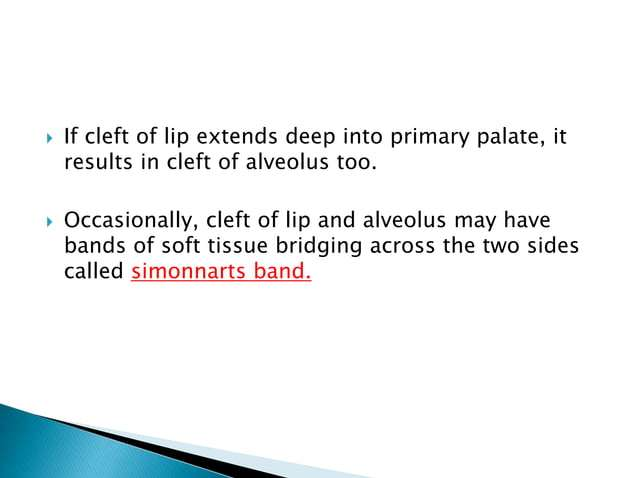 If cleft of lip extends deep into primary palate, it
results in cleft of alveolus too.
Occasionally, cleft of lip and alveolus may have
bands of soft tissue bridging across the two sides
called simonnarts band.